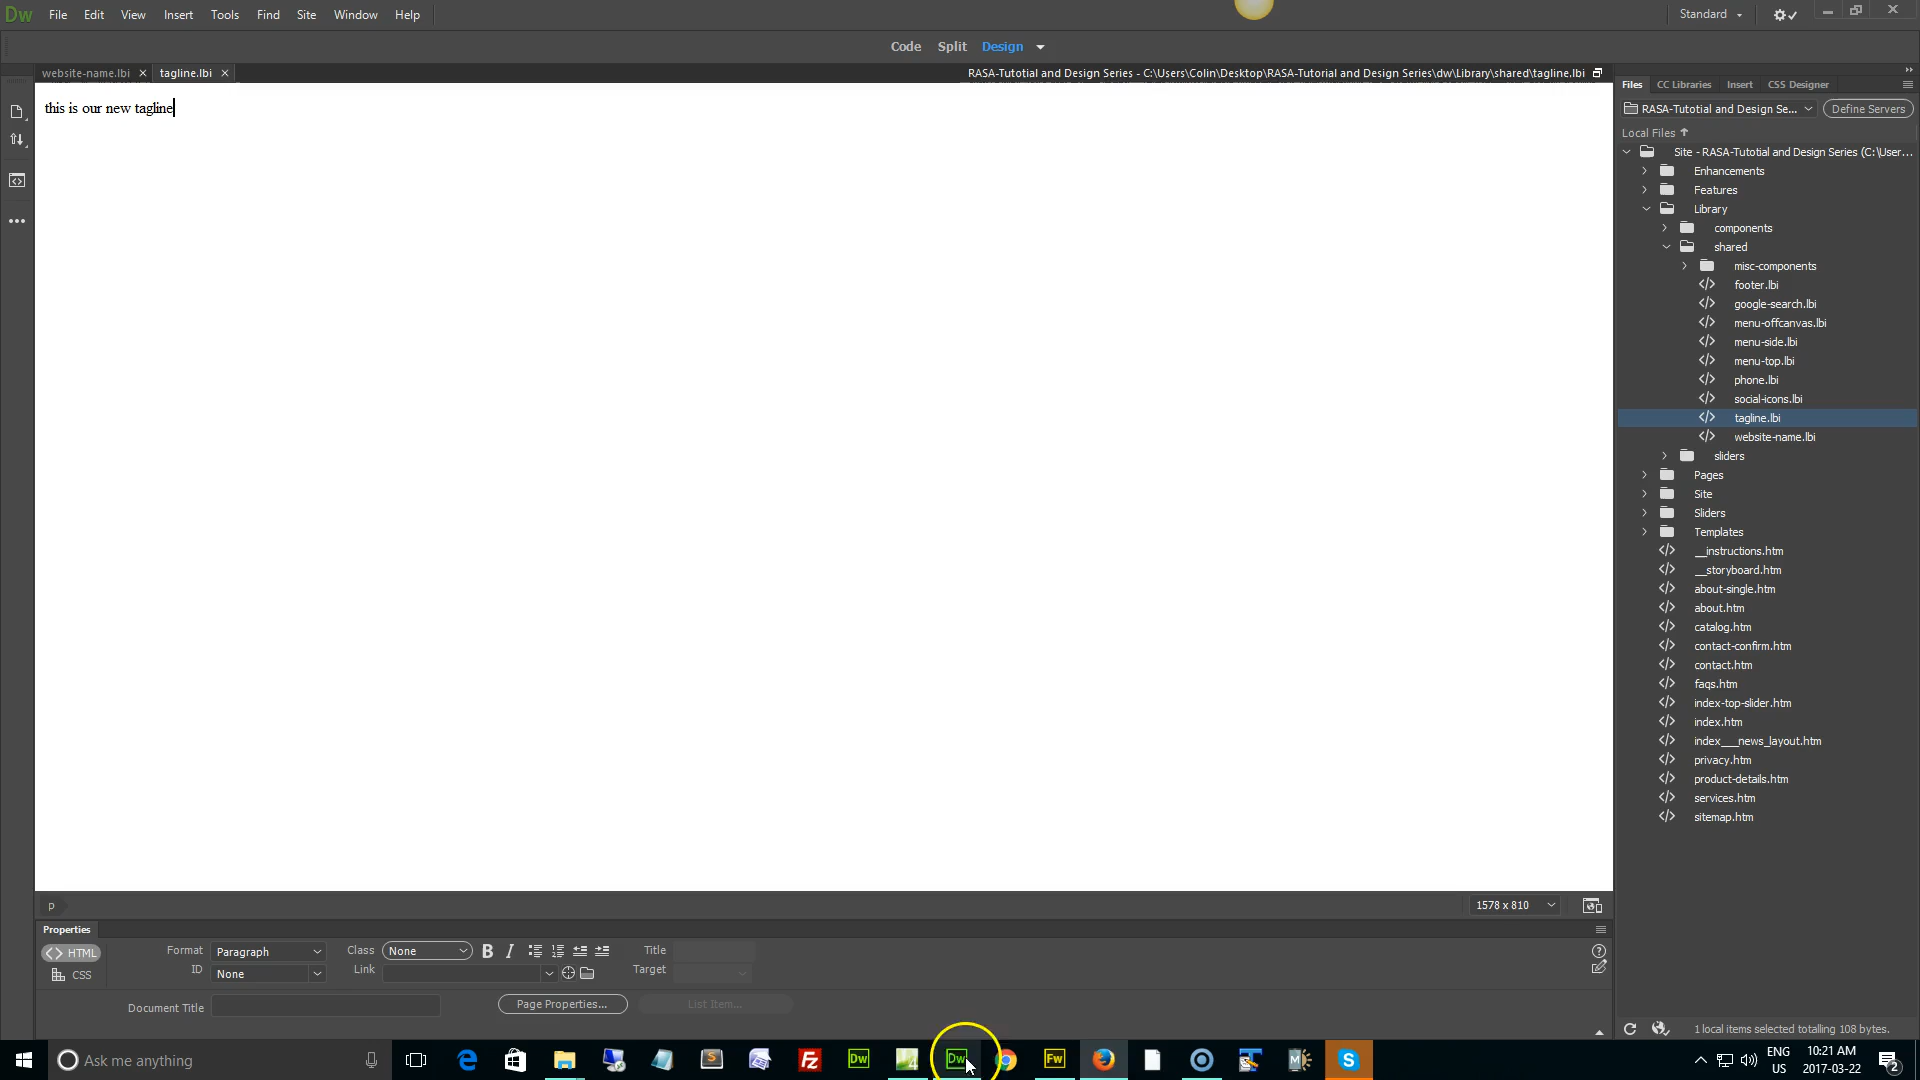 Dw File Edit View Insert Tools Find Site Window Help Standard
Code Split Design
website-name.lbi tagline.lbi RASA-Tutotial and Design Series - C:\Users\Colin\Desktop\RASA-Tutorial and Design Series\dw\Library\shared\tagline.lbi
this is our new tagline
Files CC Libraries Insert CSS Designer
RASA-Tutotial and Design Se... Define Servers
Local Files
Site - RASA-Tutotial and Design Series (C:\User...
Enhancements
Features
Library
components
shared
misc-components
footer.lbi
google-search.lbi
menu-offcanvas.lbi
menu-side.lbi
menu-top.lbi
phone.lbi
social-icons.lbi
tagline.lbi
website-name.lbi
sliders
Pages
Site
Sliders
Templates
__instructions.htm
__storyboard.htm
about-single.htm
about.htm
catalog.htm
contact-confirm.htm
contact.htm
faqs.htm
index-top-slider.htm
index.htm
index___news_layout.htm
privacy.htm
product-details.htm
services.htm
sitemap.htm
p 1578 x 810
Properties
HTML Format Paragraph Class None B I Title
CSS ID None Link Target
Document Title Page Properties... List Item...
1 local items selected totalling 108 bytes.
Ask me anything
Dw Dw Fw
ENG
US
10:21 AM
2017-03-22
2